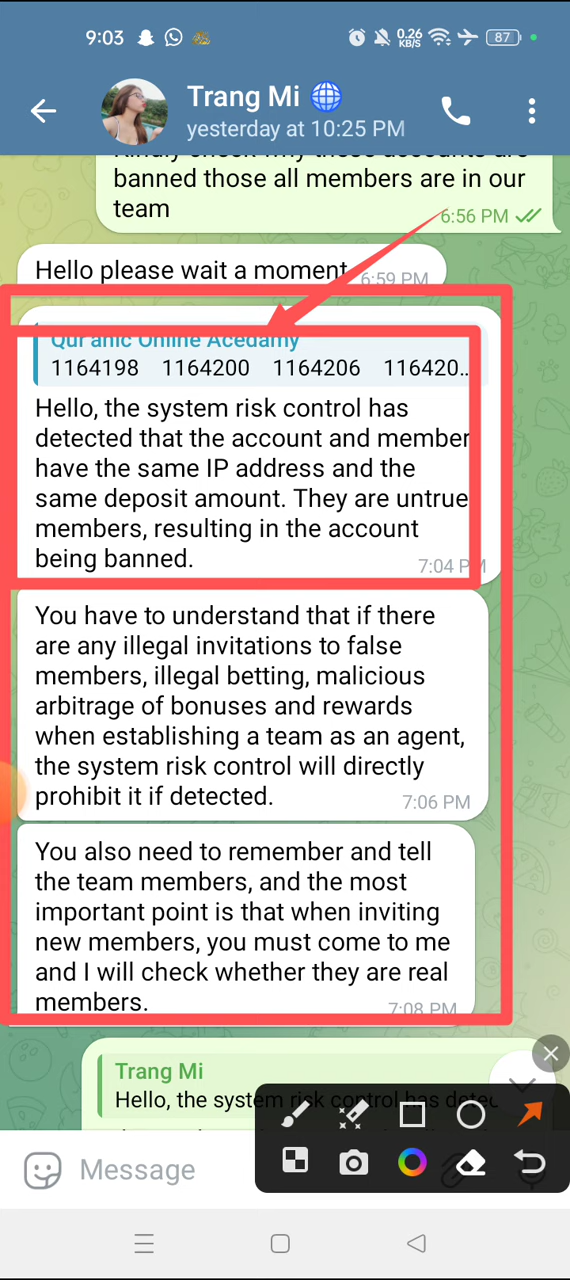 9:03
0.26
KB/S
87
Trang Mi
yesterday at 10:25 PM
banned those all members are in our
team
6:56 PM
Hello please wait a moment
6:59 PM
Qur'anic Online Acedamy
1164198 1164200 1164206 116420..
Hello, the system risk control has
detected that the account and member
have the same IP address and the
same deposit amount. They are untrue
members, resulting in the account
being banned.
7:04 PM
You have to understand that if there
are any illegal invitations to false
members, illegal betting, malicious
arbitrage of bonuses and rewards
when establishing a team as an agent,
the system risk control will directly
prohibit it if detected.
7:06 PM
You also need to remember and tell
the team members, and the most
important point is that when inviting
new members, you must come to me
and I will check whether they are real
members.
7:08 PM
Trang Mi
Hello, the system risk control has detec
Message